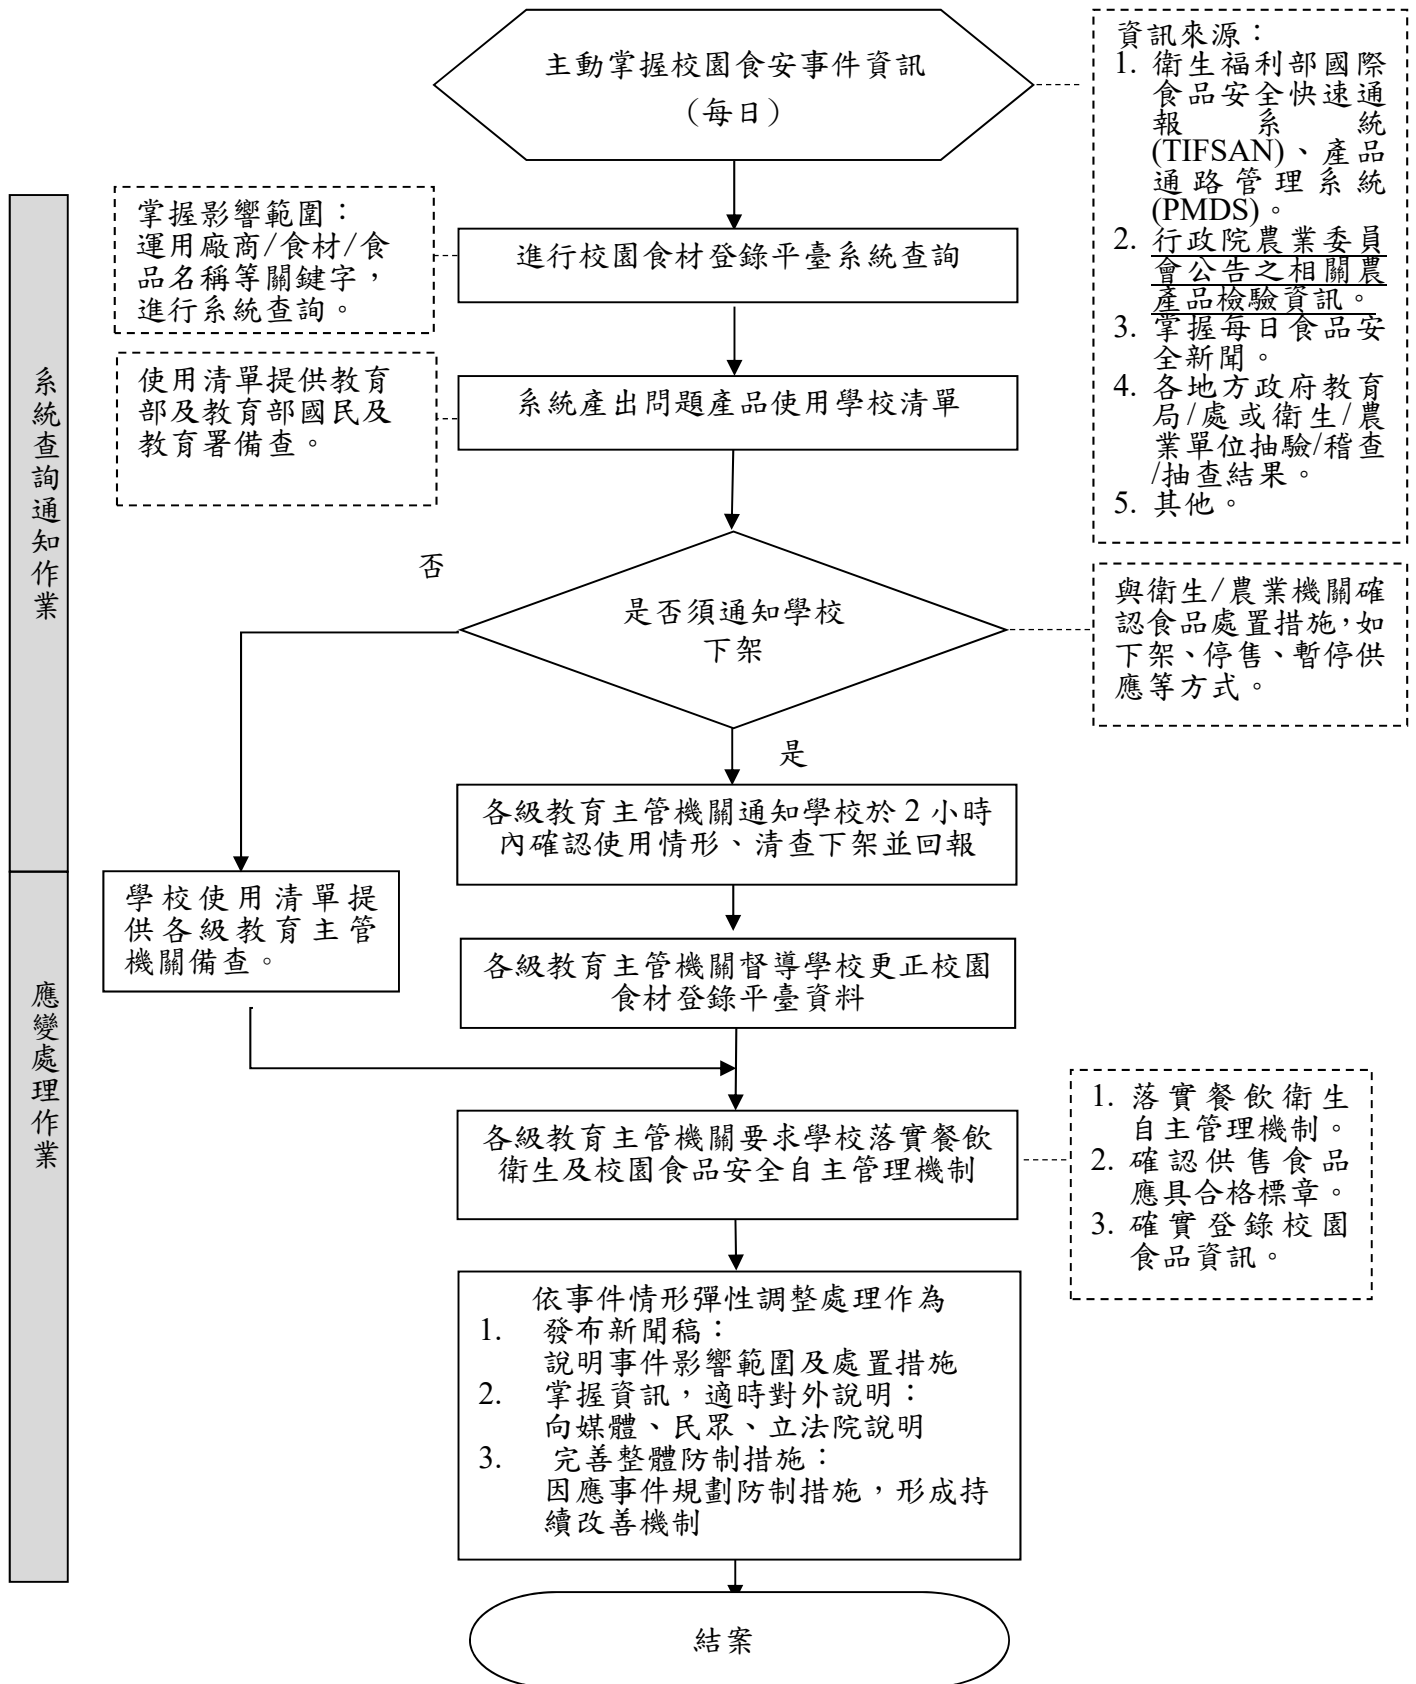 主動掌握校園食安事件資訊
（每日）
資訊來源：
1. 衛生福利部國際
食品安全快速通
報系統
(TIFSAN)、產品
通路管理系統
(PMDS)。
2. 行政院農業委員
會公告之相關農
產品檢驗資訊。
3. 掌握每日食品安
全新聞。
4. 各地方政府教育
局/處或衛生/農
業單位抽驗/稽查
/抽查結果。
5. 其他。
系統查詢通知作業
掌握影響範圍：
運用廠商/食材/食
品名稱等關鍵字，
進行系統查詢。
進行校園食材登錄平臺系統查詢
使用清單提供教育
部及教育部國民及
教育署備查。
系統產出問題產品使用學校清單
否
是否須通知學校
下架
與衛生/農業機關確
認食品處置措施，如
下架、停售、暫停供
應等方式。
是
各級教育主管機關通知學校於 2 小時
內確認使用情形、清查下架並回報
應變處理作業
學校使用清單提
供各級教育主管
機關備查。
各級教育主管機關督導學校更正校園
食材登錄平臺資料
各級教育主管機關要求學校落實餐飲
衛生及校園食品安全自主管理機制
1. 落實餐飲衛生
自主管理機制。
2. 確認供售食品
應具合格標章。
3. 確實登錄校園
食品資訊。
依事件情形彈性調整處理作為
1. 發布新聞稿：
說明事件影響範圍及處置措施
2. 掌握資訊，適時對外說明：
向媒體、民眾、立法院說明
3. 完善整體防制措施：
因應事件規劃防制措施，形成持
續改善機制
結案